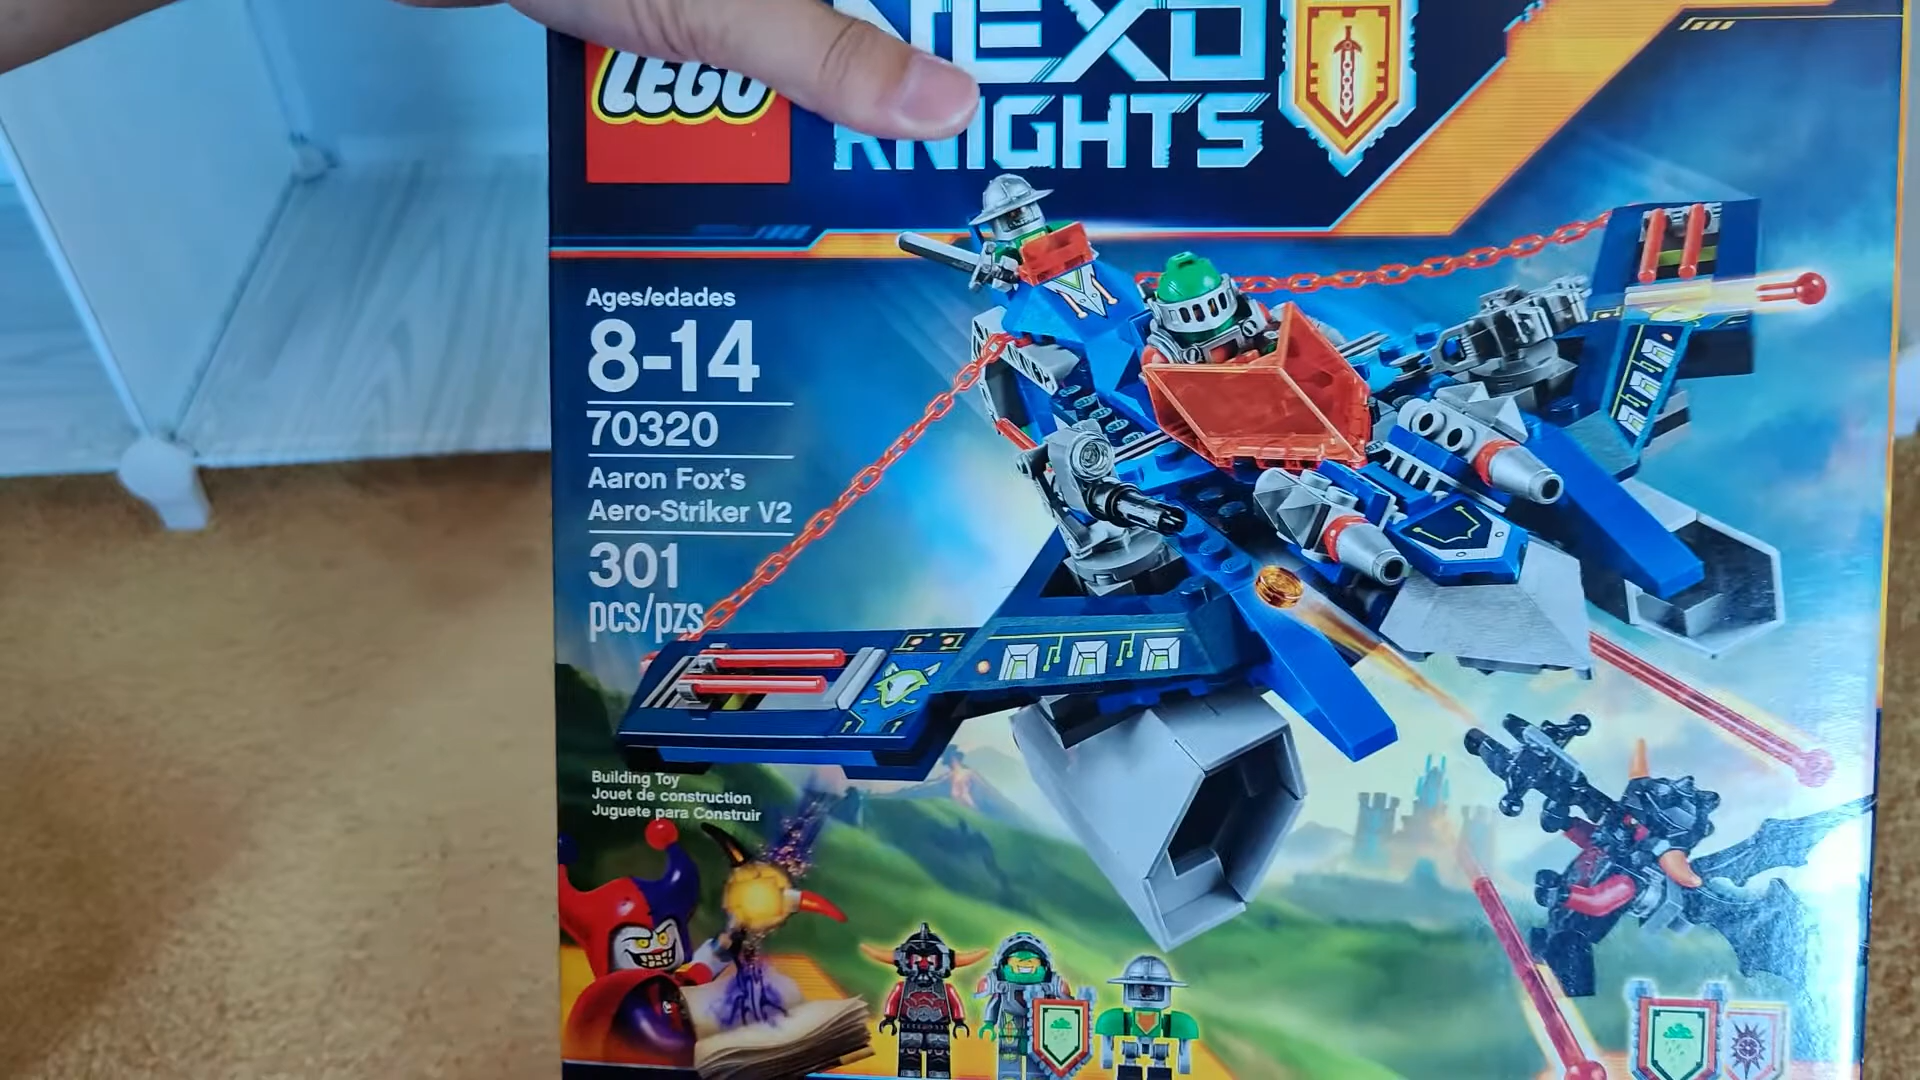 LEGO
NEXO
KNIGHTS
Ages/edades
8-14
70320
Aaron Fox's
Aero-Striker V2
301
pcs/pzs
Building Toy
Jouet de construction
Juguete para Construir